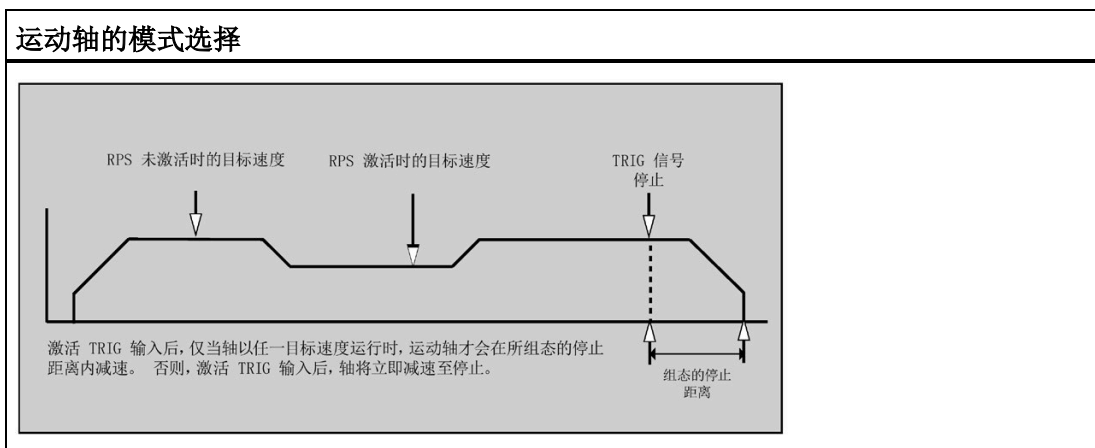 运动轴的模式选择
RPS 未激活时的目标速度
RPS 激活时的目标速度
TRIG 信号
停止
激活 TRIG 输入后，仅当轴以任一目标速度运行时，运动轴才会在所组态的停止
距离内减速。 否则，激活 TRIG 输入后，轴将立即减速至停止。
组态的停止
距离